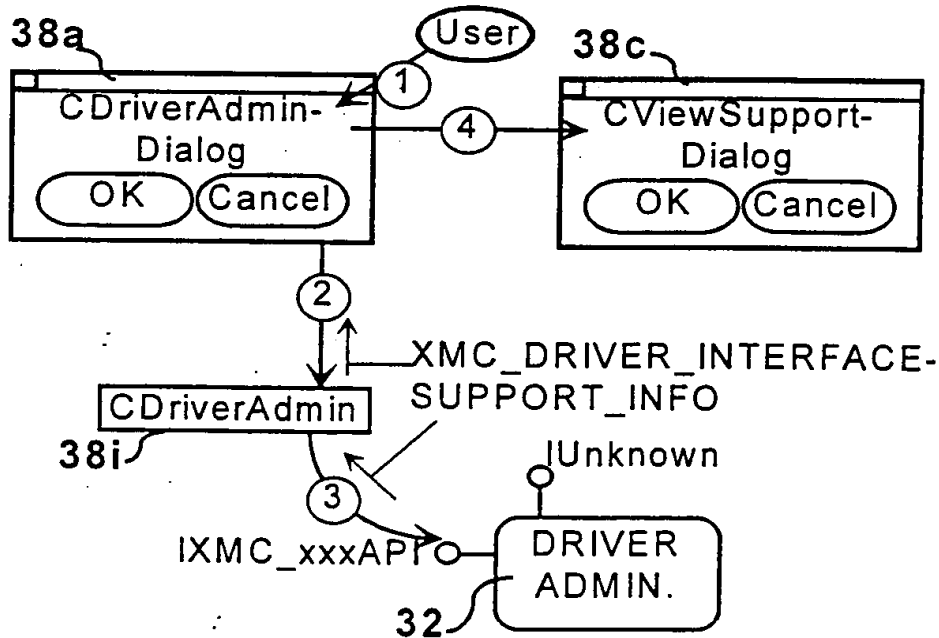 38a
User
38c
1
CDriverAdmin-
Dialog
OK
Cancel
4
CViewSupport-
Dialog
OK
Cancel
2
XMC_DRIVER_INTERFACE-
SUPPORT_INFO
CDriverAdmin
38i
IUnknown
3
IXMC_xxxAPI
DRIVER
ADMIN.
32